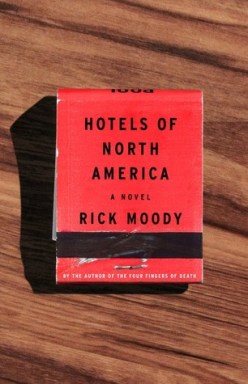 HOTELS OF
NORTH
AMERICA
A NOVEL
RICK MOODY
BY THE AUTHOR OF THE FOUR FINGERS OF DEATH